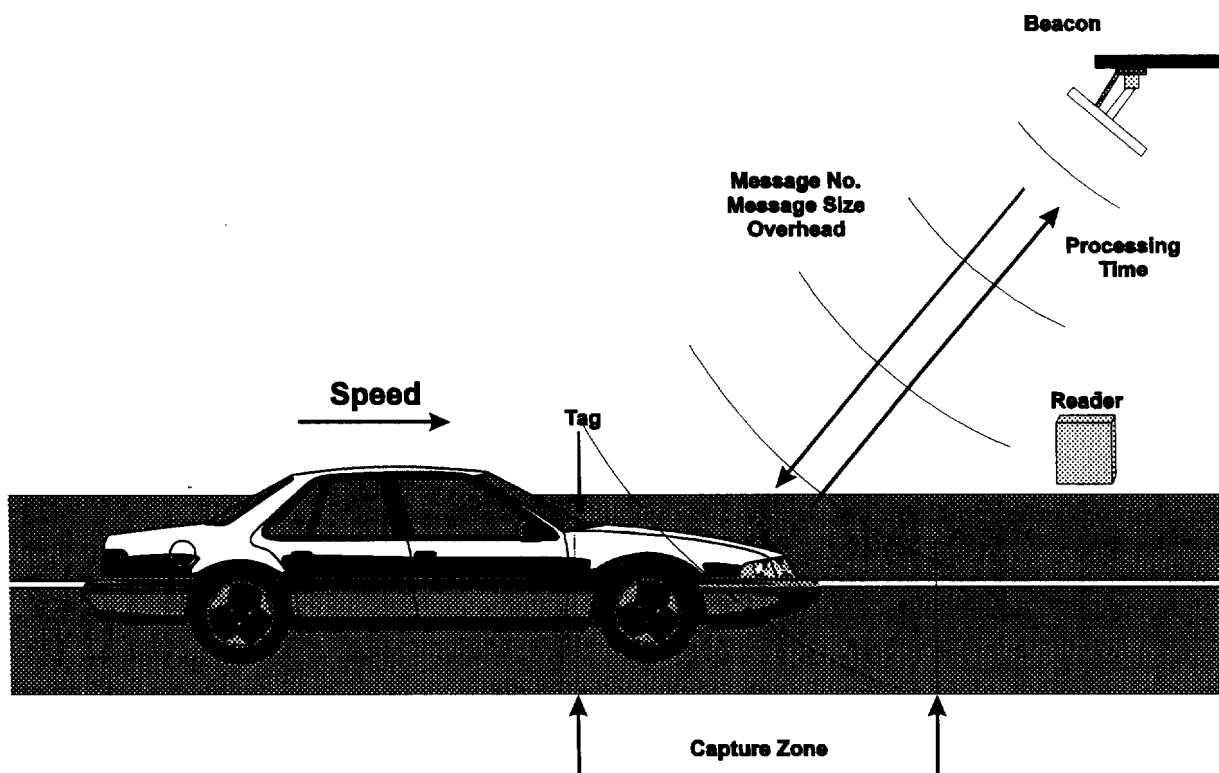 Beacon
Message No.
Message Size
Overhead
Processing
Time
Speed
Tag
Reader
Capture Zone